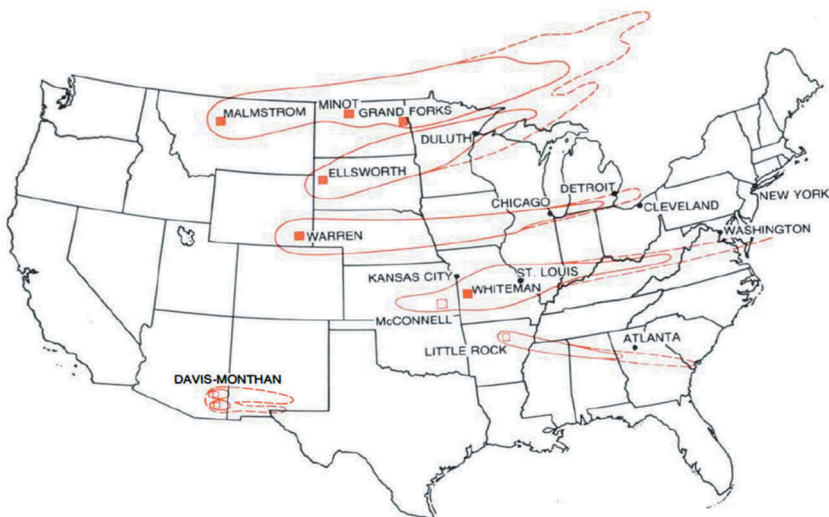 MINOT
MALMSTROM
GRAND FORKS
DULUTH
ELLSWORTH
DETROIT
NEW YORK
CHICAGO
CLEVELAND
WARREN
WASHINGTON
KANSAS CITY
ST. LOUIS
WHITEMAN
McCONNELL
ATLANTA
LITTLE ROCK
DAVIS-MONTHAN